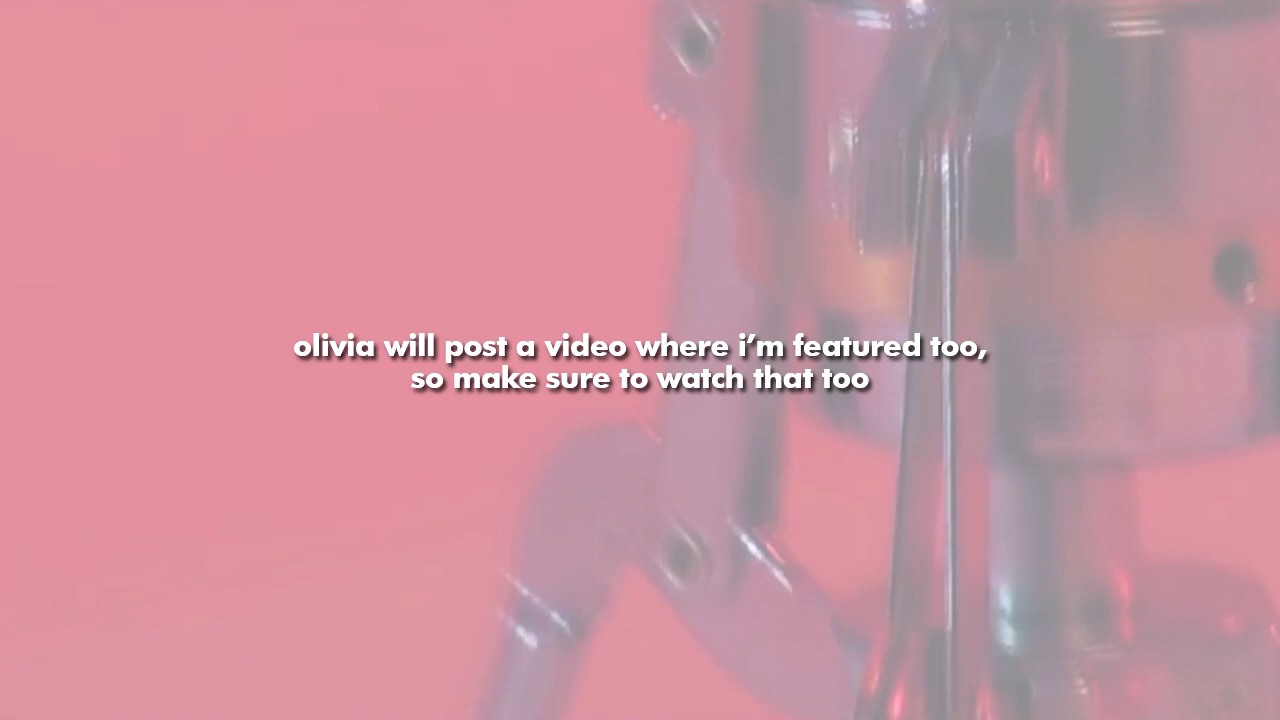 olivia will post a video where i’m featured too,
so make sure to watch that too